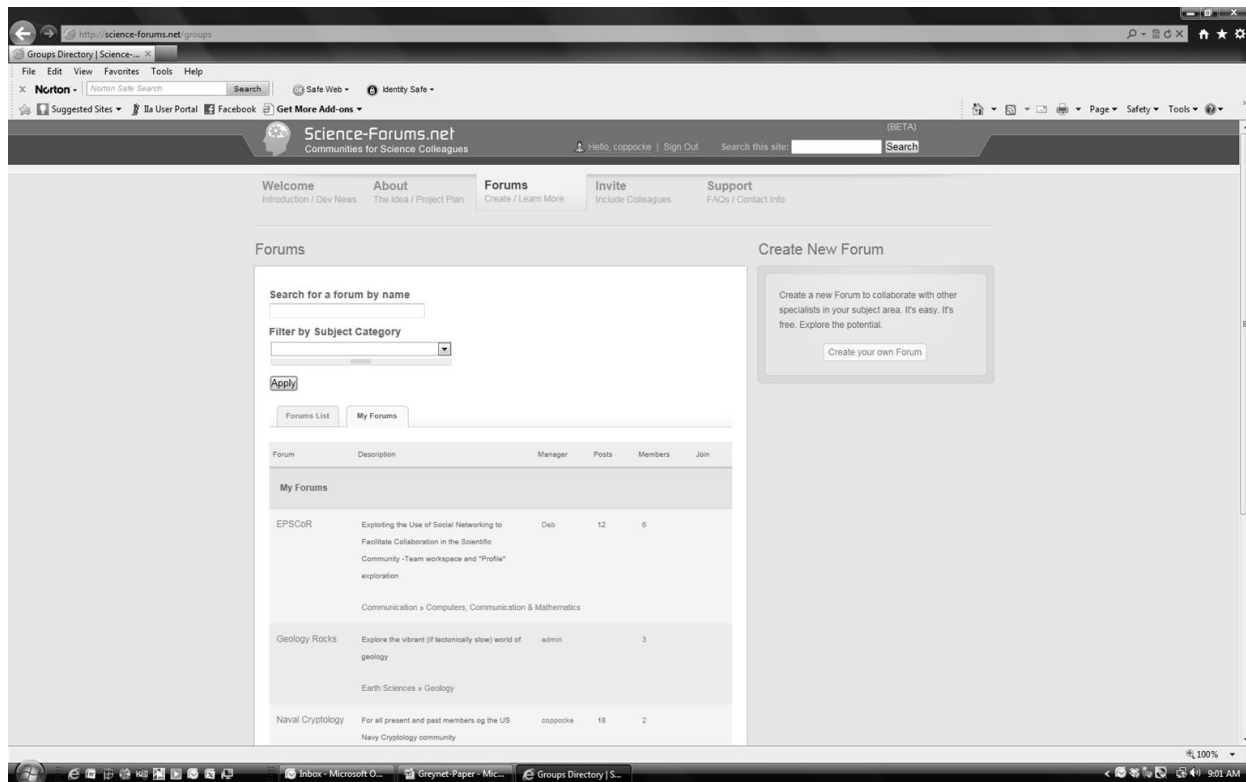 http://science-forums.net/groups
Groups Directory | Science-...
File Edit View Favorites Tools Help
Norton - Norton Safe Search Search Safe Web - Identity Safe -
Suggested Sites IIa User Portal Facebook Get More Add-ons
Page Safety Tools
Science-Forums.net
Communities for Science Colleagues
(BETA)
Hello, coppocke | Sign Out Search this site: Search
Welcome About Forums Invite Support
Introduction / Dev News The Idea / Project Plan Create / Learn More Include Colleagues FAQs / Contact Info
Forums
Search for a forum by name
Filter by Subject Category
Apply
Forums List My Forums
Forum Description Manager Posts Members Join
My Forums
EPSCoR Exploiting the Use of Social Networking to Deb 12 6
Facilitate Collaboration in the Scientific
Community -Team workspace and "Profile"
exploration
Communication » Computers, Communication & Mathematics
Geology Rocks Explore the vibrant (if tectonically slow) world of admin 3
geology
Earth Sciences » Geology
Naval Cryptology For all present and past members og the US coppocke 18 2
Navy Cryptology community
Create New Forum
Create a new Forum to collaborate with other
specialists in your subject area. It's easy. It's
free. Explore the potential.
Create your own Forum
100%
Inbox - Microsoft O... Greynet-Paper - Mic... Groups Directory | S... 9:01 AM